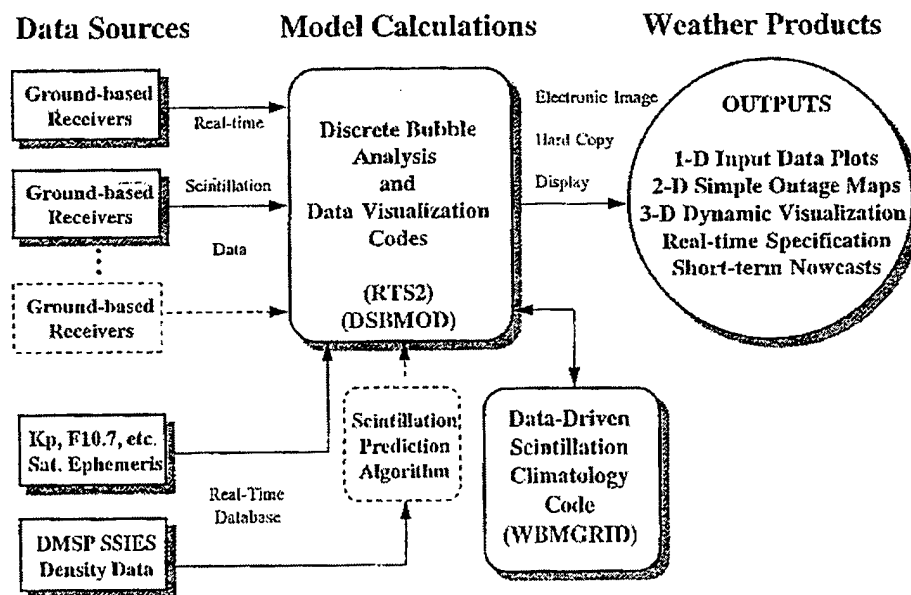 Data Sources
Model Calculations
Weather Products
Ground-based
Receivers
Real-time
Ground-based
Receivers
Scintillation
Data
Ground-based
Receivers
Discrete Bubble
Analysis
and
Data Visualization
Codes
(RTS2)
(DSBMOD)
Electronic Image
Hard Copy
Display
OUTPUTS
1-D Input Data Plots
2-D Simple Outage Maps
3-D Dynamic Visualization
Real-time Specification
Short-term Nowcasts
Kp, F10.7, etc.
Sat. Ephemeris
Real-Time
Database
DMSP SSIES
Density Data
Scintillation
Prediction
Algorithm
Data-Driven
Scintillation
Climatology
Code
(WBMGRID)